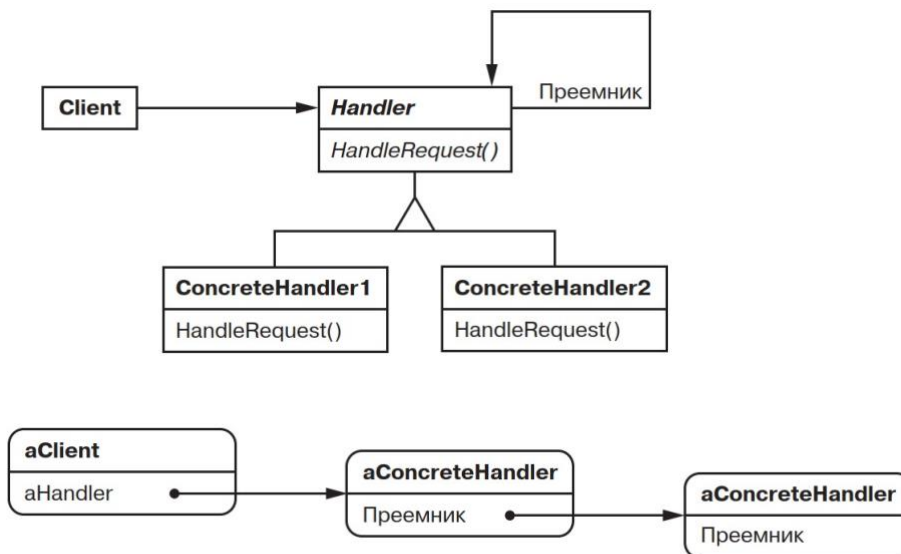 Преемник
Client
Handler
HandleRequest()
ConcreteHandler1
HandleRequest()
ConcreteHandler2
HandleRequest()
aClient
aHandler
aConcreteHandler
Преемник
aConcreteHandler
Преемник